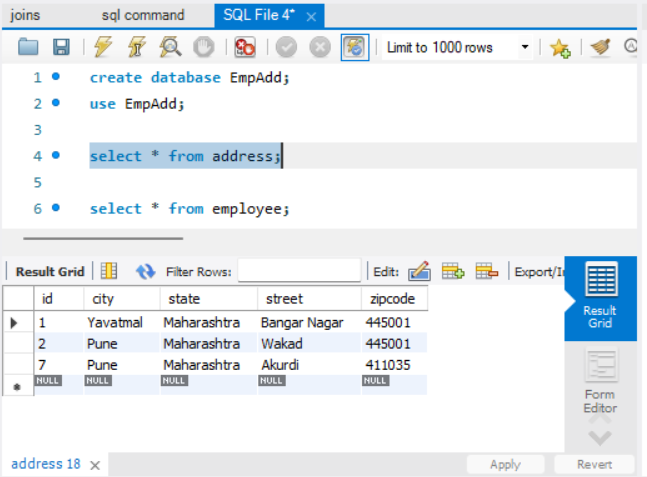 joins sql command SQL File 4* ×
Limit to 1000 rows
1 create database EmpAdd;
2 use EmpAdd;
3
4 select * from address;
5
6 select * from employee;
Result Grid Filter Rows: Edit: Export/I
id city state street zipcode
1 Yavatmal Maharashtra Bangar Nagar 445001
2 Pune Maharashtra Wakad 445001
7 Pune Maharashtra Akurdi 411035
NULL NULL NULL NULL NULL
Result
Grid
Form
Editor
address 18 × Apply Revert